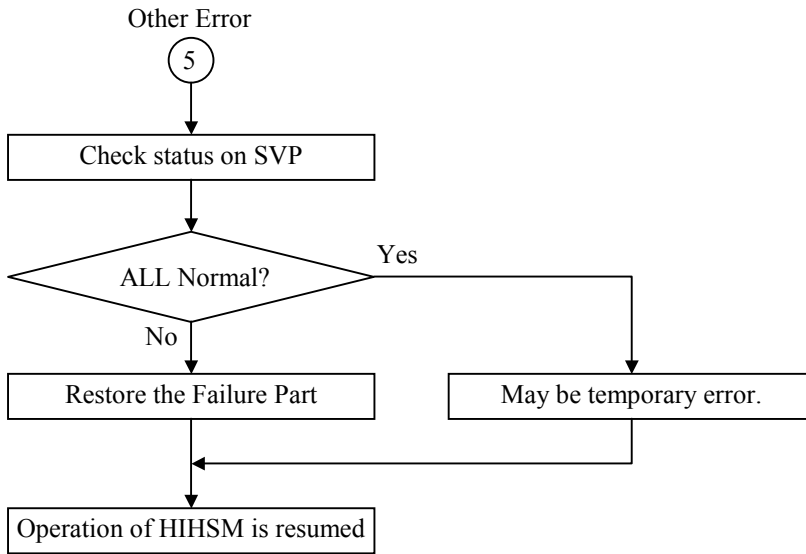 Other Error
5
Check status on SVP
ALL Normal?
Yes
No
Restore the Failure Part
May be temporary error.
Operation of HIHSM is resumed